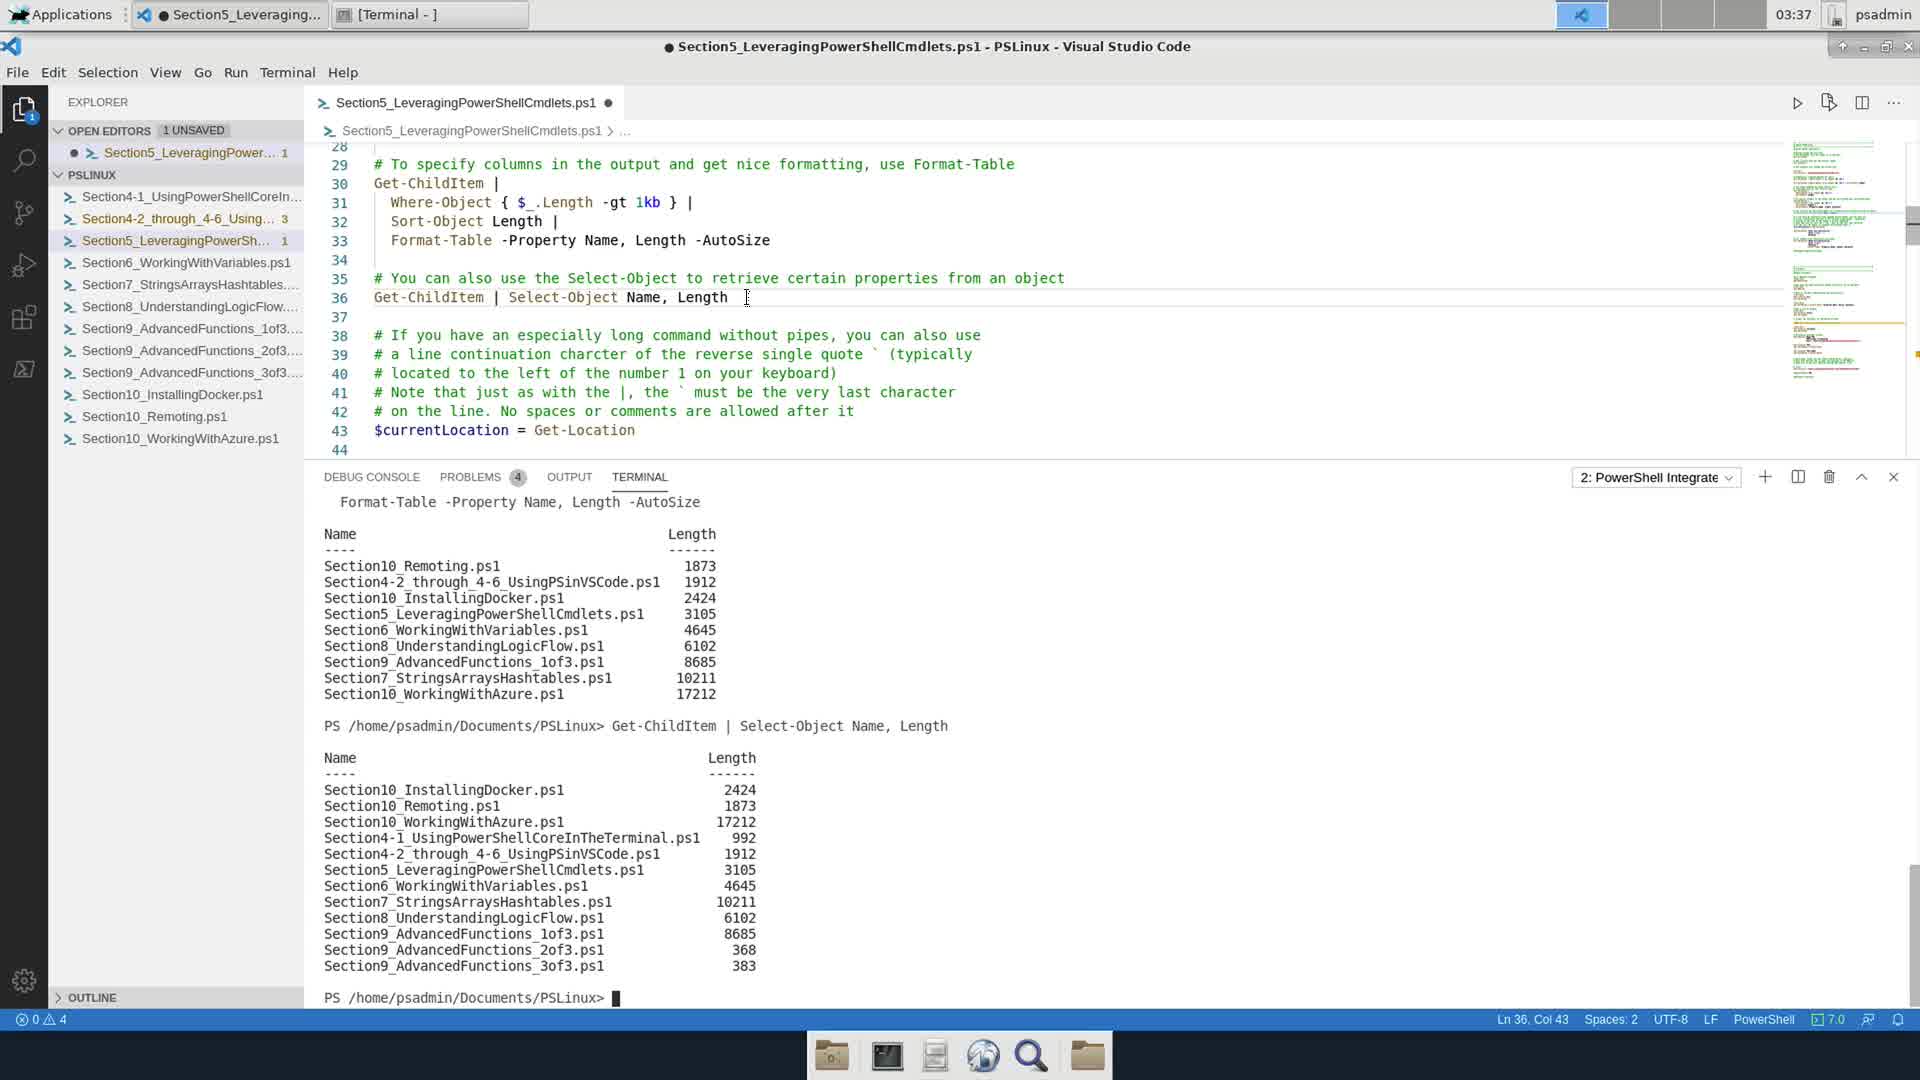 Applications
● Section5_Leveraging...
[Terminal - ]
03:37
psadmin
● Section5_LeveragingPowerShellCmdlets.ps1 - PSLinux - Visual Studio Code
File Edit Selection View Go Run Terminal Help
EXPLORER
OPEN EDITORS 1 UNSAVED
● Section5_LeveragingPower... 1
PSLINUX
Section4-1_UsingPowerShellCoreIn...
Section4-2_through_4-6_Using... 3
Section5_LeveragingPowerSh... 1
Section6_WorkingWithVariables.ps1
Section7_StringsArraysHashtables....
Section8_UnderstandingLogicFlow....
Section9_AdvancedFunctions_1of3....
Section9_AdvancedFunctions_2of3....
Section9_AdvancedFunctions_3of3....
Section10_InstallingDocker.ps1
Section10_Remoting.ps1
Section10_WorkingWithAzure.ps1
OUTLINE
1
Section5_LeveragingPowerShellCmdlets.ps1 ●
Section5_LeveragingPowerShellCmdlets.ps1 > ...
28
29 # To specify columns in the output and get nice formatting, use Format-Table
30 Get-ChildItem |
31 Where-Object { $_.Length -gt 1kb } |
32 Sort-Object Length |
33 Format-Table -Property Name, Length -AutoSize
34
35 # You can also use the Select-Object to retrieve certain properties from an object
36 Get-ChildItem | Select-Object Name, Length
37
38 # If you have an especially long command without pipes, you can also use
39 # a line continuation charcter of the reverse single quote ` (typically
40 # located to the left of the number 1 on your keyboard)
41 # Note that just as with the |, the ` must be the very last character
42 # on the line. No spaces or comments are allowed after it
43 $currentLocation = Get-Location
44
DEBUG CONSOLE PROBLEMS 4 OUTPUT TERMINAL
2: PowerShell Integrate
Format-Table -Property Name, Length -AutoSize
Name Length
---- ------
Section10_Remoting.ps1 1873
Section4-2_through_4-6_UsingPSinVSCode.ps1 1912
Section10_InstallingDocker.ps1 2424
Section5_LeveragingPowerShellCmdlets.ps1 3105
Section6_WorkingWithVariables.ps1 4645
Section8_UnderstandingLogicFlow.ps1 6102
Section9_AdvancedFunctions_1of3.ps1 8685
Section7_StringsArraysHashtables.ps1 10211
Section10_WorkingWithAzure.ps1 17212
PS /home/psadmin/Documents/PSLinux> Get-ChildItem | Select-Object Name, Length
Name Length
---- ------
Section10_InstallingDocker.ps1 2424
Section10_Remoting.ps1 1873
Section10_WorkingWithAzure.ps1 17212
Section4-1_UsingPowerShellCoreInTheTerminal.ps1 992
Section4-2_through_4-6_UsingPSinVSCode.ps1 1912
Section5_LeveragingPowerShellCmdlets.ps1 3105
Section6_WorkingWithVariables.ps1 4645
Section7_StringsArraysHashtables.ps1 10211
Section8_UnderstandingLogicFlow.ps1 6102
Section9_AdvancedFunctions_1of3.ps1 8685
Section9_AdvancedFunctions_2of3.ps1 368
Section9_AdvancedFunctions_3of3.ps1 383
PS /home/psadmin/Documents/PSLinux>
0 4
Ln 36, Col 43 Spaces: 2 UTF-8 LF PowerShell 7.0